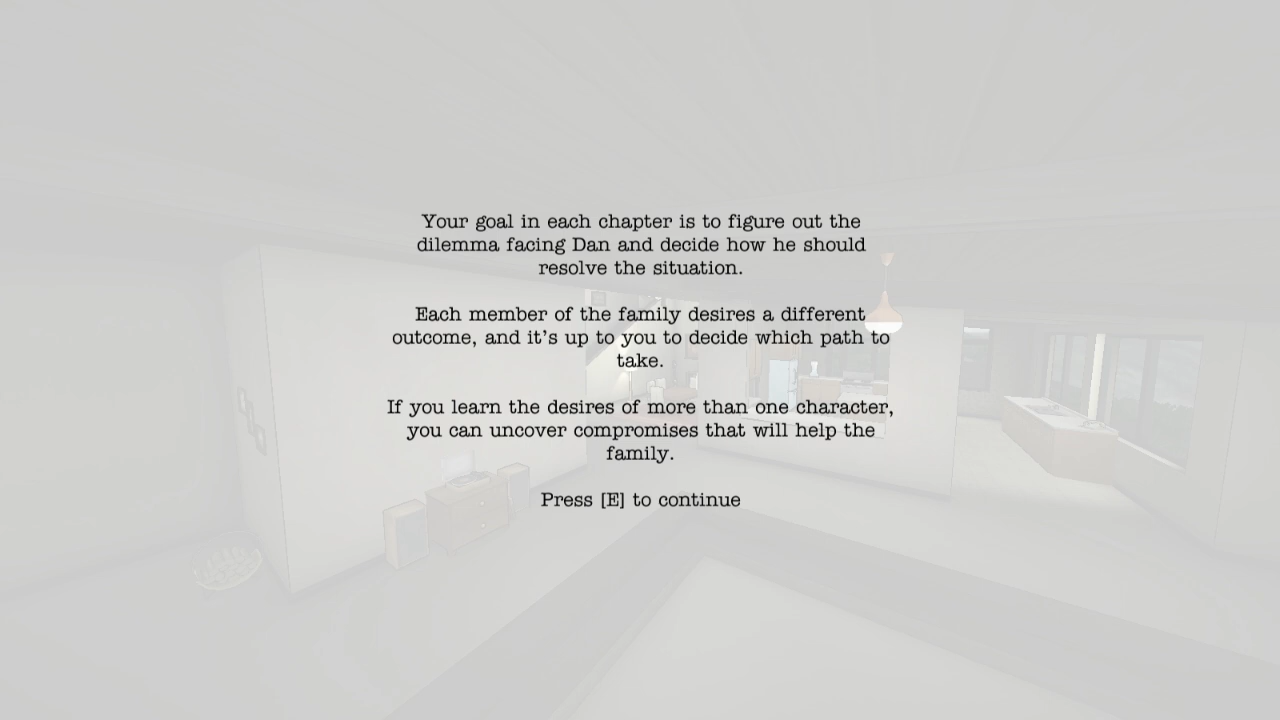 Your goal in each chapter is to figure out the
dilemma facing Dan and decide how he should
resolve the situation.
Each member of the family desires a different
outcome, and it's up to you to decide which path to
take.
If you learn the desires of more than one character,
you can uncover compromises that will help the
family.
Press [E] to continue